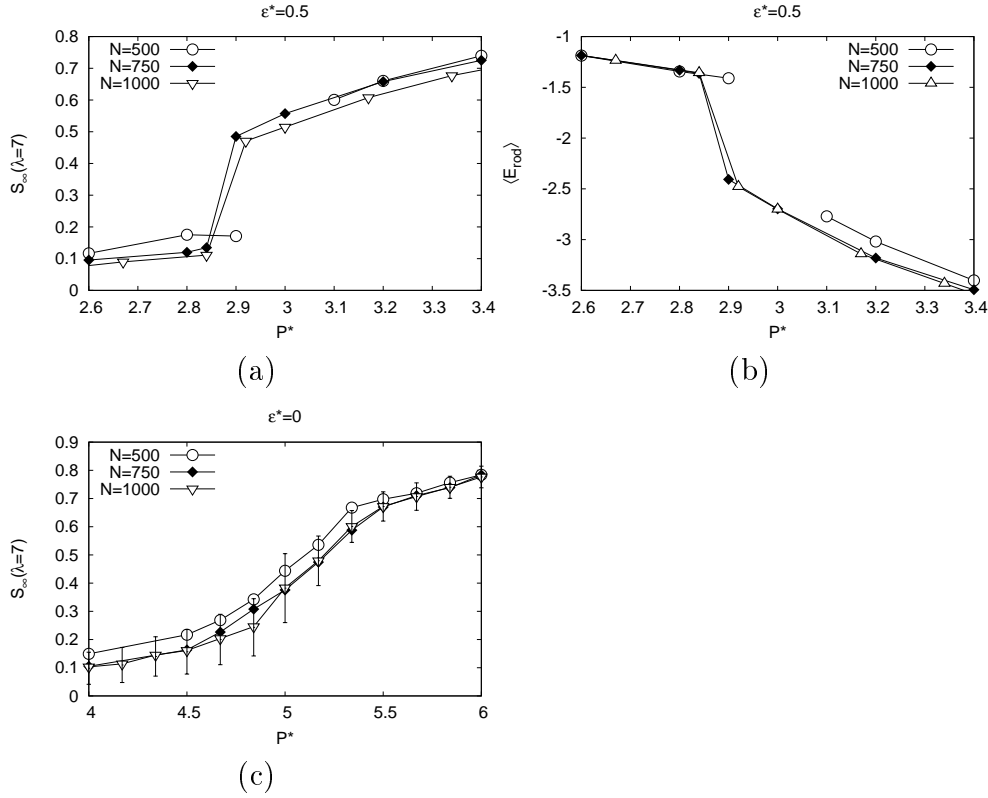 ε*=0.5
S∞(λ=7)
0.8
0.7
0.6
0.5
0.4
0.3
0.2
0.1
0
N=500
N=750
N=1000
2.6 2.7 2.8 2.9 3 3.1 3.2 3.3 3.4
P*
(a)
ε*=0.5
⟨E_rod⟩
-1
-1.5
-2
-2.5
-3
-3.5
N=500
N=750
N=1000
2.6 2.7 2.8 2.9 3 3.1 3.2 3.3 3.4
P*
(b)
ε*=0
S∞(λ=7)
0.9
0.8
0.7
0.6
0.5
0.4
0.3
0.2
0.1
0
N=500
N=750
N=1000
4 4.5 5 5.5 6
P*
(c)